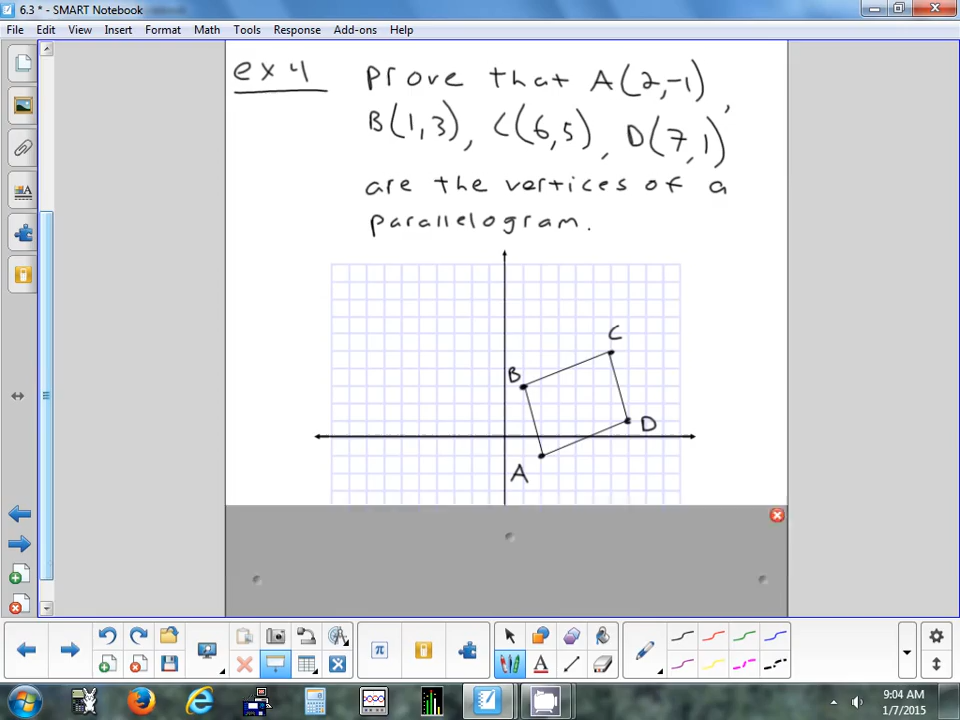 6.3 * - SMART Notebook
File Edit View Insert Format Math Tools Response Add-ons Help
ex 4
Prove that A(2,-1),
B(1,3), C(6,5), D(7,1)
are the vertices of a
parallelogram.
C
B
D
A
π
A
9:04 AM
1/7/2015